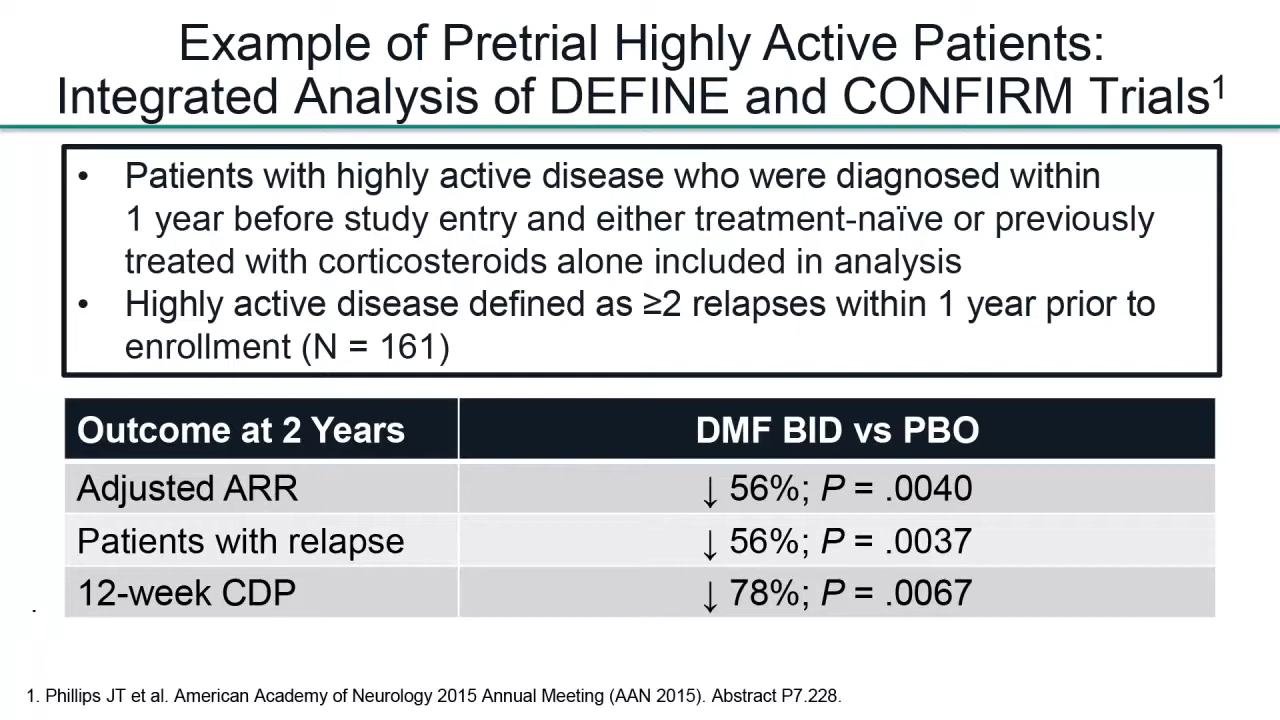 Example of Pretrial Highly Active Patients:
Integrated Analysis of DEFINE and CONFIRM Trials¹
• Patients with highly active disease who were diagnosed within
1 year before study entry and either treatment-naïve or previously
treated with corticosteroids alone included in analysis
• Highly active disease defined as ≥2 relapses within 1 year prior to
enrollment (N = 161)
Outcome at 2 Years DMF BID vs PBO
Adjusted ARR ↓ 56%; P = .0040
Patients with relapse ↓ 56%; P = .0037
12-week CDP ↓ 78%; P = .0067
.
1. Phillips JT et al. American Academy of Neurology 2015 Annual Meeting (AAN 2015). Abstract P7.228.